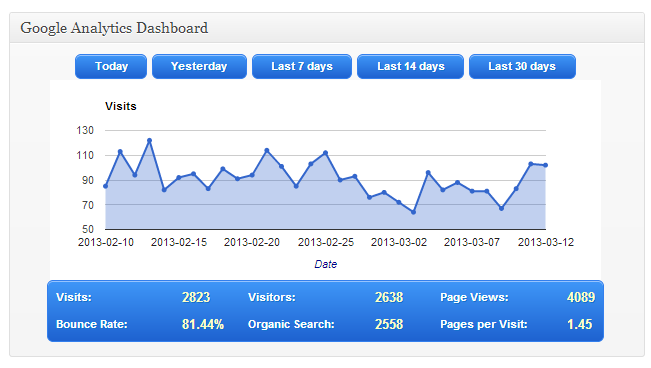 Google Analytics Dashboard
Today Yesterday Last 7 days Last 14 days Last 30 days
Visits
130
110
90
70
50
2013-02-10 2013-02-15 2013-02-20 2013-02-25 2013-03-02 2013-03-07 2013-03-12
Date
Visits: 2823 Visitors: 2638 Page Views: 4089
Bounce Rate: 81.44% Organic Search: 2558 Pages per Visit: 1.45